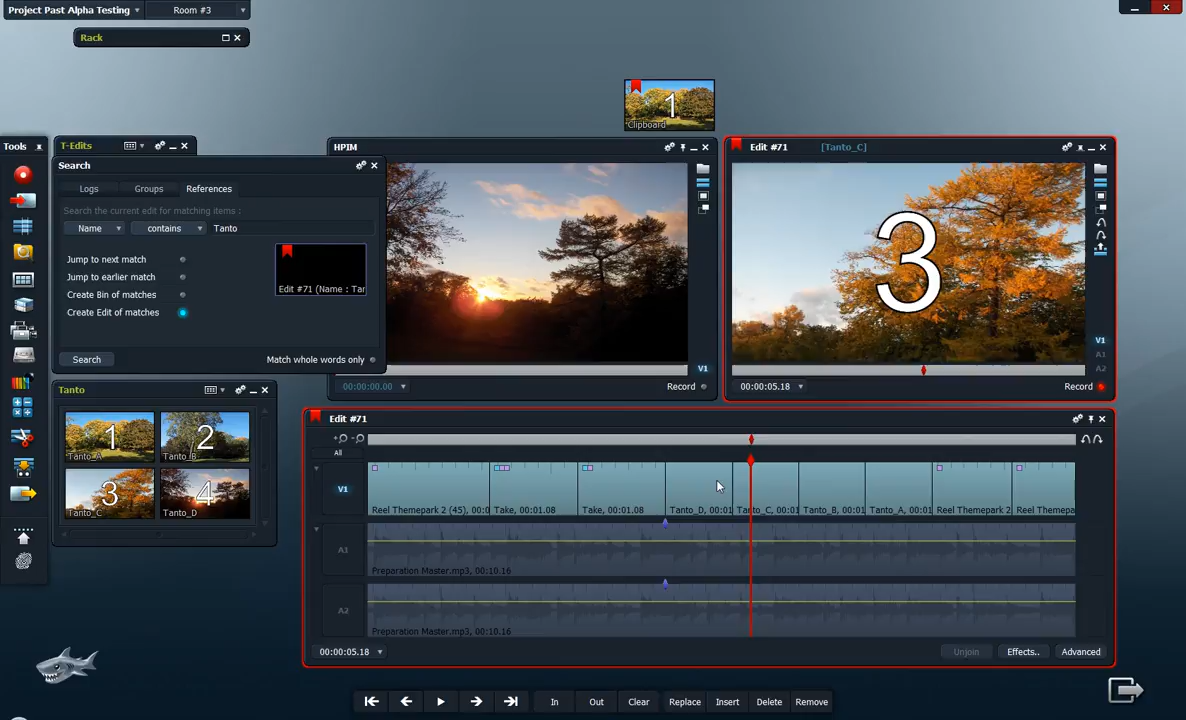 Project Past Alpha Testing
Room #3
Rack
1
Clipboard
Tools
T-Edits
Search
Logs
Groups
References
Search the current edit for matching items :
Name
contains
Tanto
Jump to next match
Jump to earlier match
Create Bin of matches
Create Edit of matches
Edit #71 (Name : Tar
Search
Match whole words only
HPIM
V1
00:00:00.00
Record
Edit #71
[Tanto_C]
3
V1
A1
A2
00:00:05.18
Record
Tanto
1
Tanto_A
2
Tanto_B
3
Tanto_C
4
Tanto_D
Edit #71
All
V1
Reel Themepark 2 (45), 00:0
Take, 00:01.08
Take, 00:01.08
Tanto_D, 00:01
Tanto_C, 00:01
Tanto_B, 00:01
Tanto_A, 00:01
Reel Themepark 2
Reel Themepa
A1
Preparation Master.mp3, 00:10.16
A2
Preparation Master.mp3, 00:10.16
00:00:05.18
Unjoin
Effects..
Advanced
In
Out
Clear
Replace
Insert
Delete
Remove